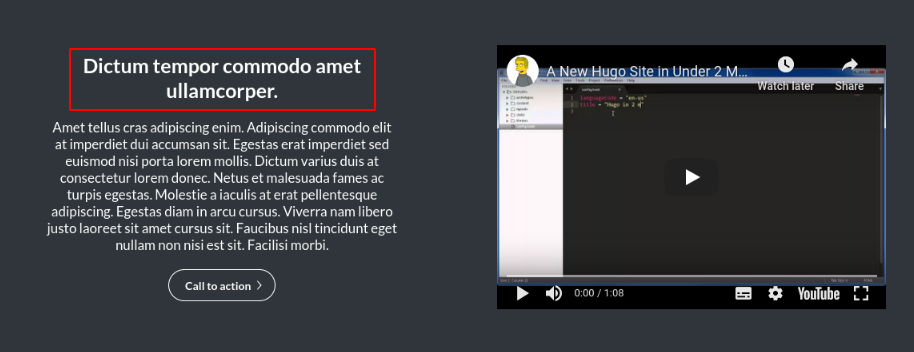 Dictum tempor commodo amet
ullamcorper.
Amet tellus cras adipiscing enim. Adipiscing commodo elit
at imperdiet dui accumsan sit. Egestas erat imperdiet sed
euismod nisi porta lorem mollis. Dictum varius duis at
consectetur lorem donec. Netus et malesuada fames ac
turpis egestas. Molestie a iaculis at erat pellentesque
adipiscing. Egestas diam in arcu cursus. Viverra nam libero
justo laoreet sit amet cursus sit. Faucibus nisl tincidunt eget
nullam non nisi est sit. Facilisi morbi.
Call to action
A New Hugo Site in Under 2 M...
Watch later
Share
languageCode = "en-us"
title = "Hugo in 2 m"
0:00 / 1:08
YouTube